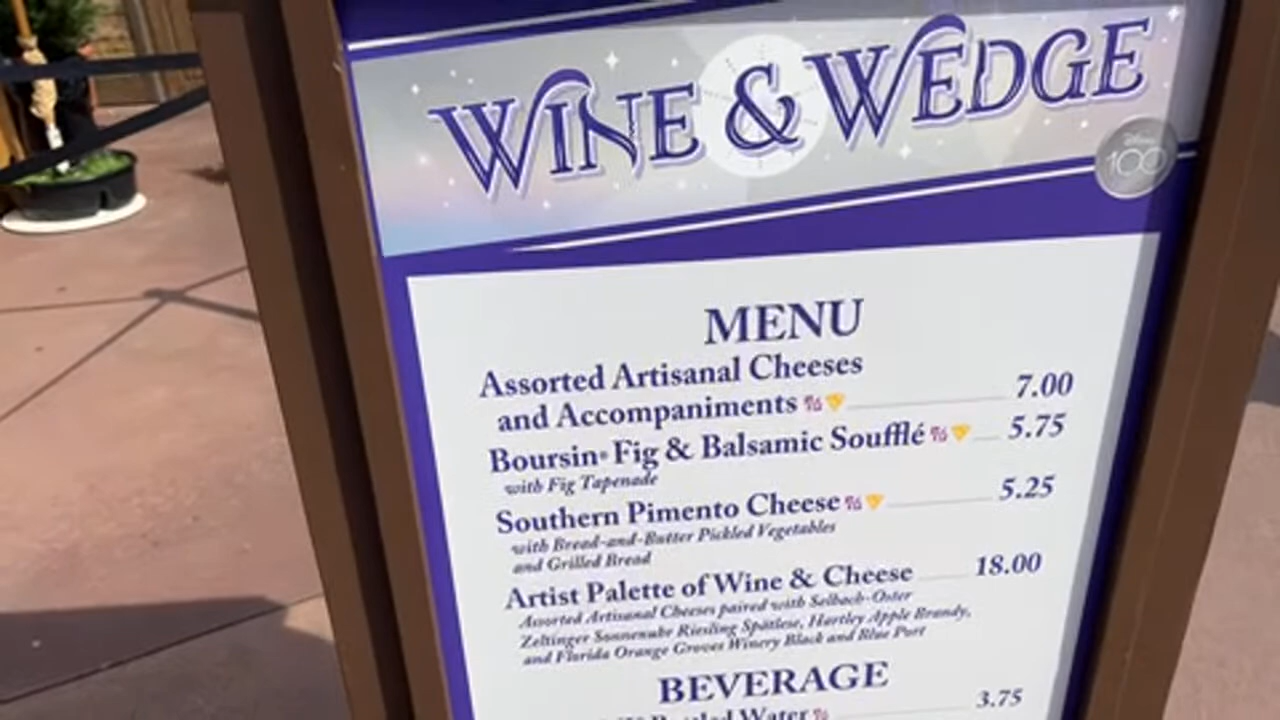 WINE & WEDGE
Disney
100
MENU
Assorted Artisanal Cheeses
and Accompaniments 7.00
Boursin® Fig & Balsamic Soufflé 5.75
with Fig Tapenade
Southern Pimento Cheese 5.25
with Bread-and-Butter Pickled Vegetables
and Grilled Bread
Artist Palette of Wine & Cheese 18.00
Assorted Artisanal Cheeses paired with Selbach-Oster
Zeltinger Sonnenuhr Riesling Spätlese, Hartley Apple Brandy,
and Florida Orange Groves Winery Black and Blue Port
BEVERAGE
Bottled Water 3.75